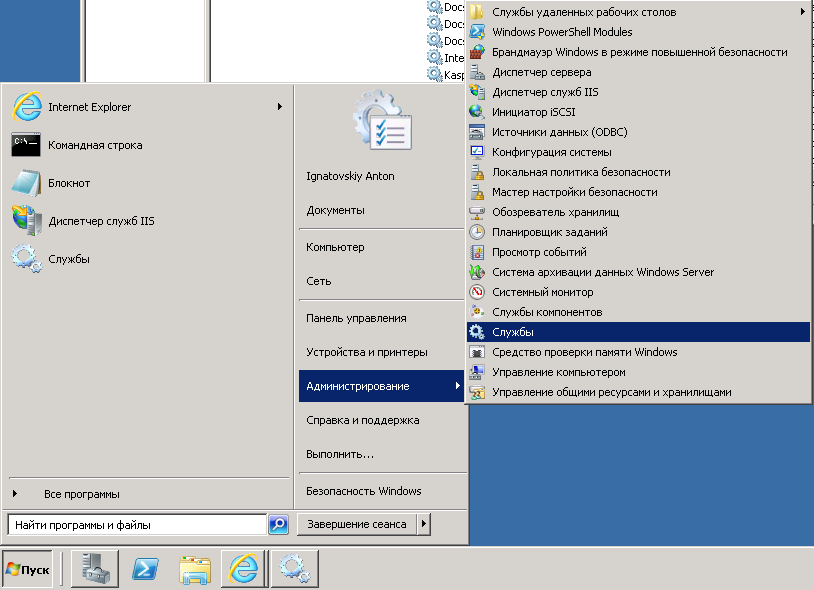 Docs
Docs
Docs
Inte
Kasp
Internet Explorer
Командная строка
Блокнот
Диспетчер служб IIS
Службы
Все программы
Найти программы и файлы
Ignatovskiy Anton
Документы
Компьютер
Сеть
Панель управления
Устройства и принтеры
Администрирование
Справка и поддержка
Выполнить...
Безопасность Windows
Завершение сеанса
Службы удаленных рабочих столов
Windows PowerShell Modules
Брандмауэр Windows в режиме повышенной безопасности
Диспетчер сервера
Диспетчер служб IIS
Инициатор iSCSI
Источники данных (ODBC)
Конфигурация системы
Локальная политика безопасности
Мастер настройки безопасности
Обозреватель хранилищ
Планировщик заданий
Просмотр событий
Система архивации данных Windows Server
Системный монитор
Службы компонентов
Службы
Средство проверки памяти Windows
Управление компьютером
Управление общими ресурсами и хранилищами
Пуск